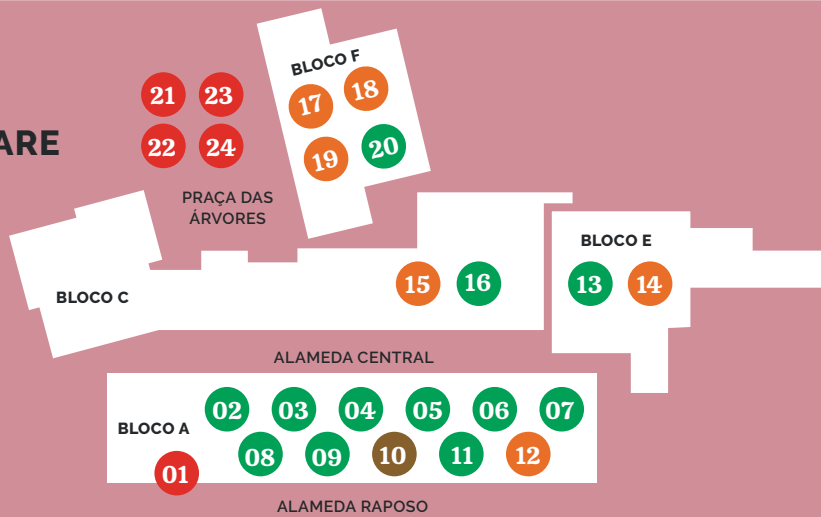 ARE
21 23
22 24
PRAÇA DAS
ÁRVORES
BLOCO F
17 18
19 20
BLOCO C
15 16
BLOCO E
13 14
ALAMEDA CENTRAL
BLOCO A
02 03 04 05 06 07
08 09 10 11 12
01
ALAMEDA RAPOSO